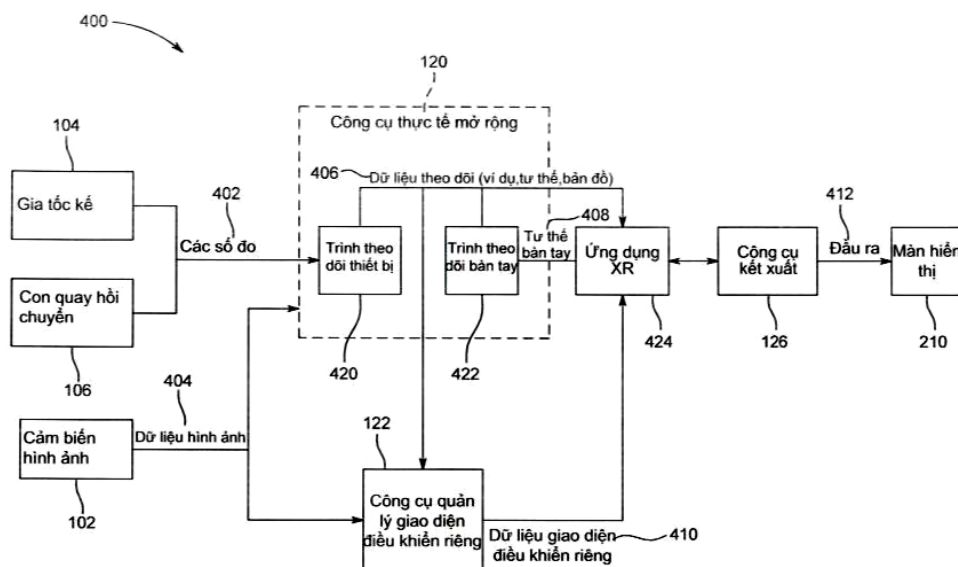 400
120
Công cụ thực tế mở rộng
104
Gia tốc kế
402
Các số đo
406
Dữ liệu theo dõi (ví dụ,tư thế,bản đồ)
408
412
Trình theo
dõi thiết bị
Trình theo
dõi bàn tay
Tư thế
bàn tay
Ứng dụng
XR
Công cụ
kết xuất
Đầu ra
Màn hiển
thị
Con quay hồi
chuyển
420
422
424
126
210
106
404
Cảm biến
hình ảnh
Dữ liệu hình ảnh
102
122
Công cụ quản
lý giao diện
điều khiển riêng
Dữ liệu giao diện
điều khiển riêng
410